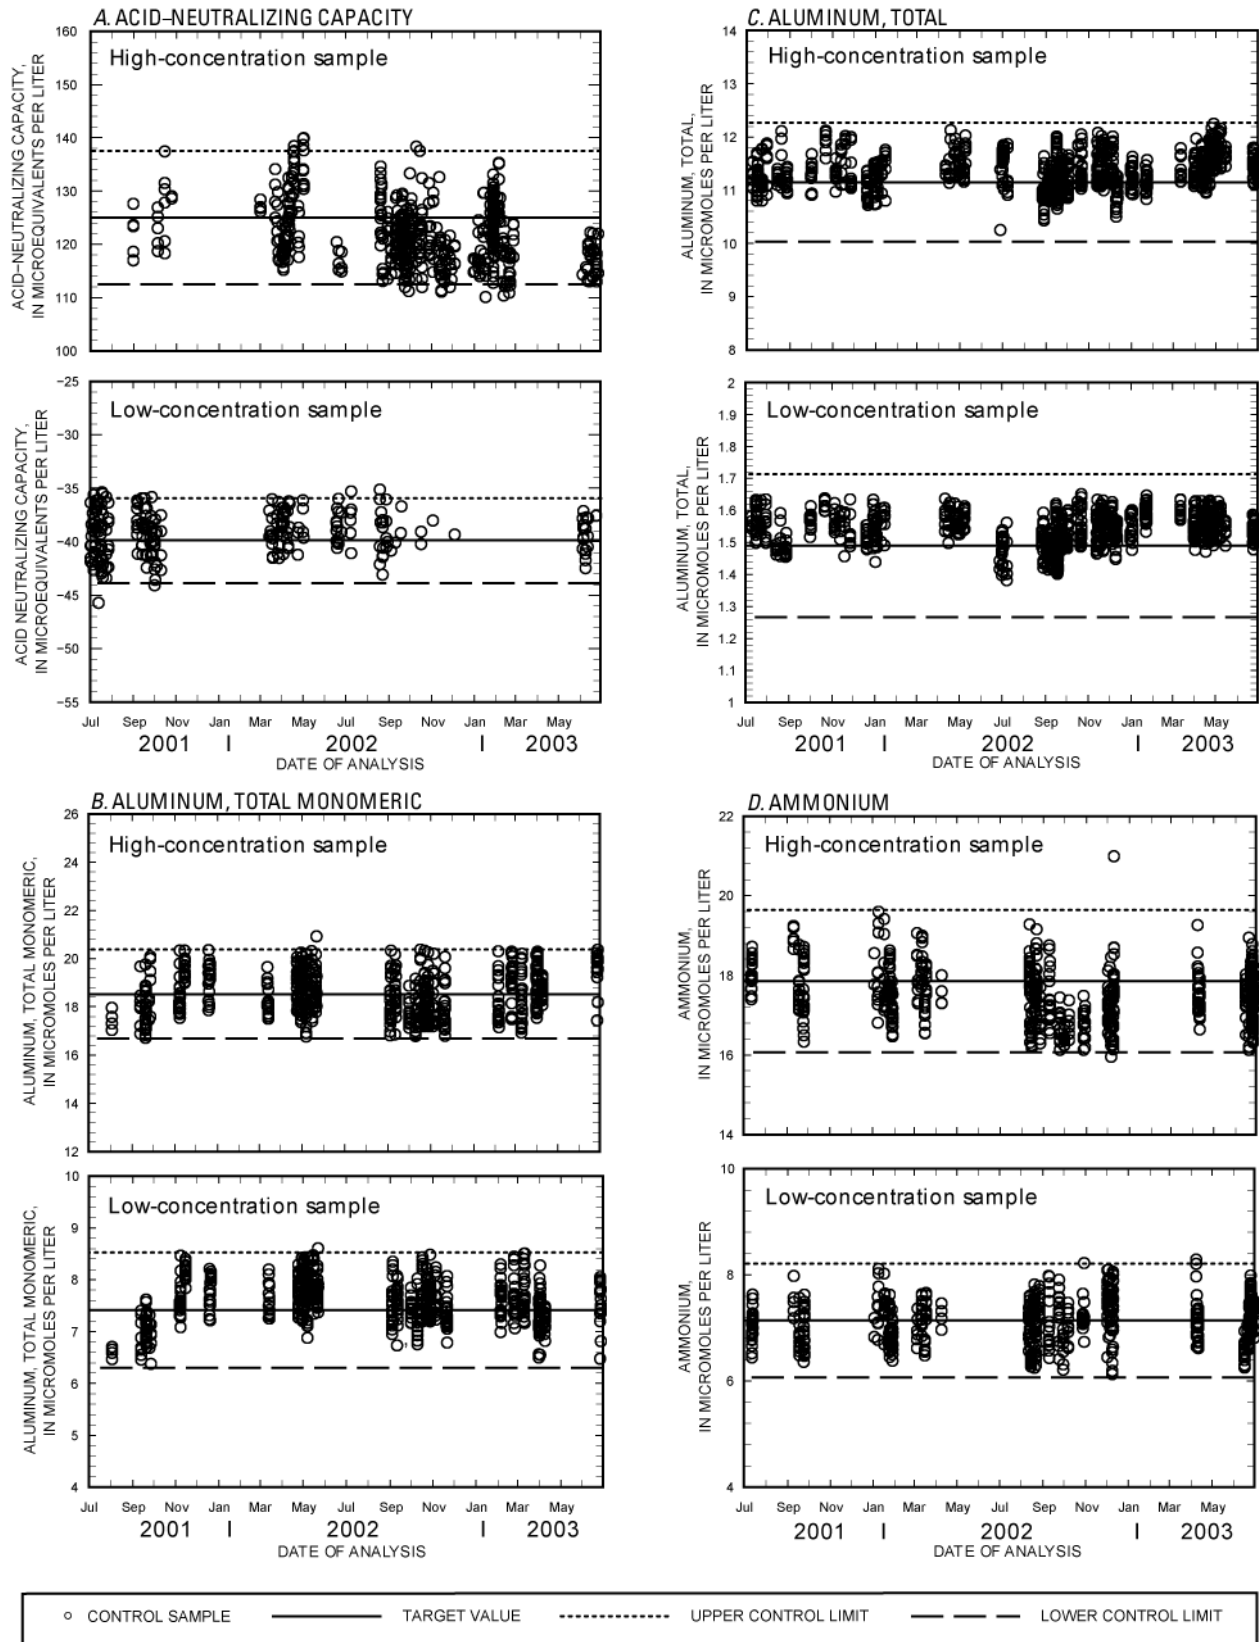 A. ACID–NEUTRALIZING CAPACITY
ACID–NEUTRALIZING CAPACITY,
IN MICROEQUIVALENTS PER LITER
160
150
140
130
120
110
100
High-concentration sample
ACID NEUTRALIZING CAPACITY,
IN MICROEQUIVALENTS PER LITER
−25
−30
−35
−40
−45
−50
−55
Low-concentration sample
Jul Sep Nov Jan Mar May Jul Sep Nov Jan Mar May
2001 | 2002 | 2003
DATE OF ANALYSIS
C. ALUMINUM, TOTAL
ALUMINUM, TOTAL,
IN MICROMOLES PER LITER
14
13
12
11
10
9
8
High-concentration sample
ALUMINUM, TOTAL,
IN MICROMOLES PER LITER
2
1.9
1.8
1.7
1.6
1.5
1.4
1.3
1.2
1.1
1
Low-concentration sample
Jul Sep Nov Jan Mar May Jul Sep Nov Jan Mar May
2001 | 2002 | 2003
DATE OF ANALYSIS
B. ALUMINUM, TOTAL MONOMERIC
ALUMINUM, TOTAL MONOMERIC,
IN MICROMOLES PER LITER
26
24
22
20
18
16
14
12
High-concentration sample
ALUMINUM, TOTAL MONOMERIC,
IN MICROMOLES PER LITER
10
9
8
7
6
5
4
Low-concentration sample
Jul Sep Nov Jan Mar May Jul Sep Nov Jan Mar May
2001 | 2002 | 2003
DATE OF ANALYSIS
D. AMMONIUM
AMMONIUM,
IN MICROMOLES PER LITER
22
20
18
16
14
High-concentration sample
AMMONIUM,
IN MICROMOLES PER LITER
10
8
6
4
Low-concentration sample
Jul Sep Nov Jan Mar May Jul Sep Nov Jan Mar May
2001 | 2002 | 2003
DATE OF ANALYSIS
CONTROL SAMPLE TARGET VALUE UPPER CONTROL LIMIT LOWER CONTROL LIMIT